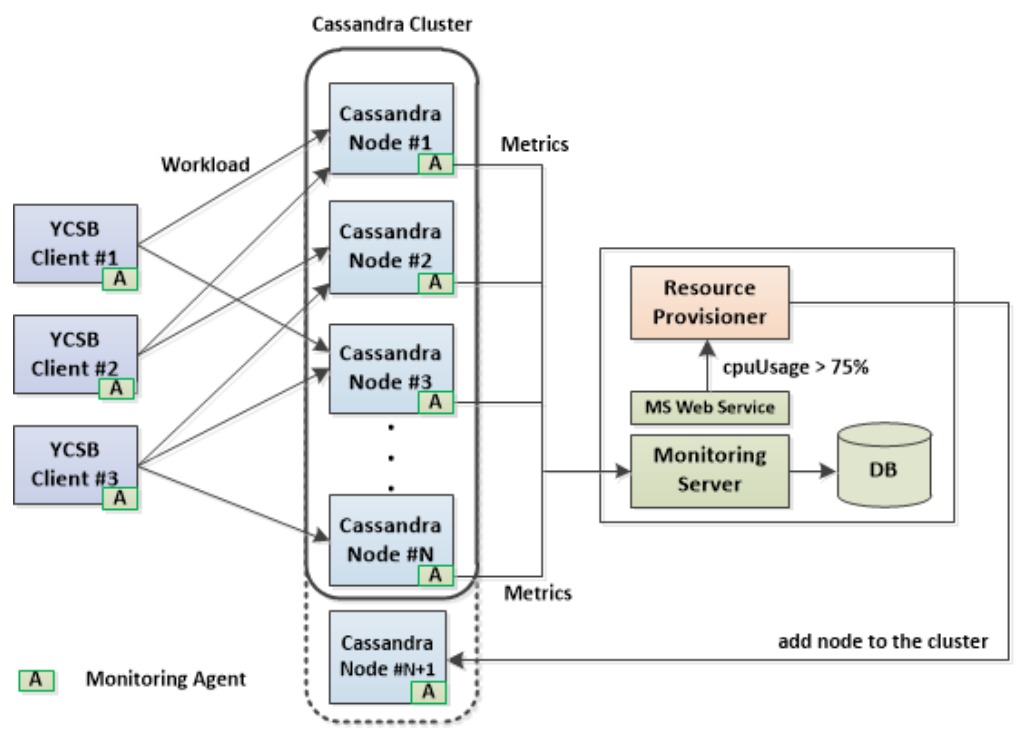 Cassandra Cluster
Cassandra
Node #1
A
Metrics
Workload
YCSB
Client #1
A
Cassandra
Node #2
A
Resource
Provisioner
YCSB
Client #2
A
Cassandra
Node #3
A
cpuUsage > 75%
MS Web Service
YCSB
Client #3
A
Monitoring
Server
DB
Cassandra
Node #N
A
Metrics
Cassandra
Node #N+1
A
add node to the cluster
A
Monitoring Agent